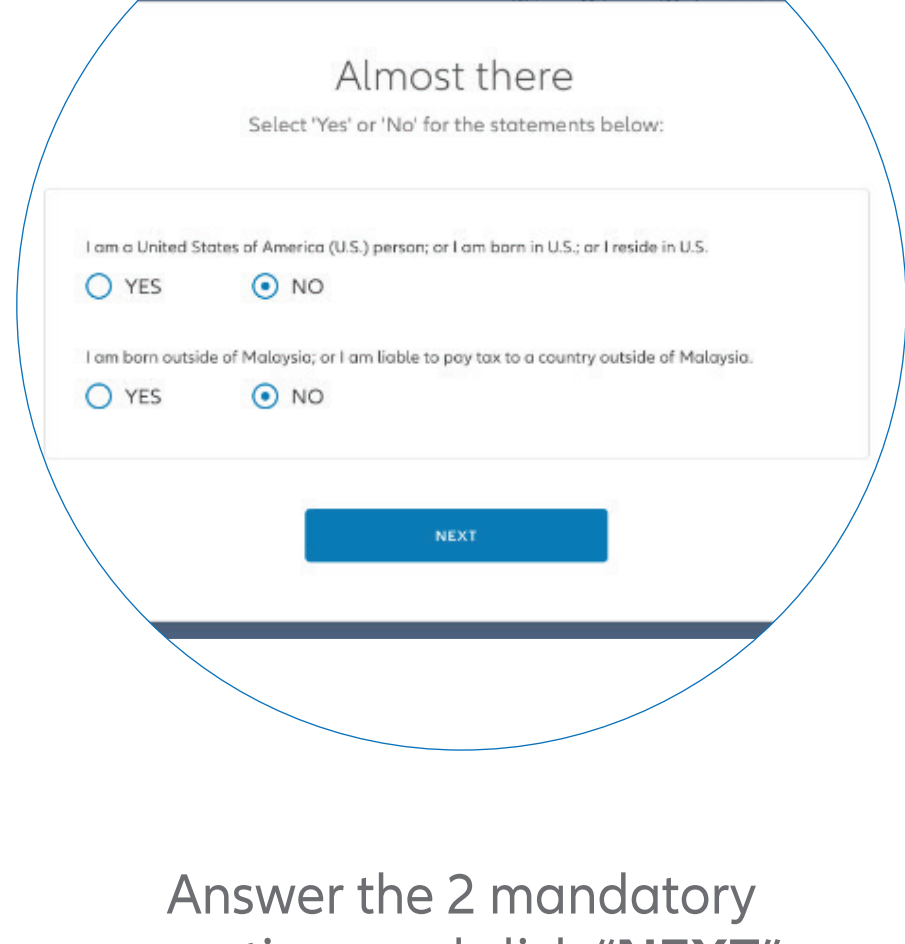 Almost there
Select 'Yes' or 'No' for the statements below:
I am a United States of America (U.S.) person; or I am born in U.S.; or I reside in U.S.
YES NO
I am born outside of Malaysia; or I am liable to pay tax to a country outside of Malaysia.
YES NO
NEXT
Answer the 2 mandatory
"NEXT"